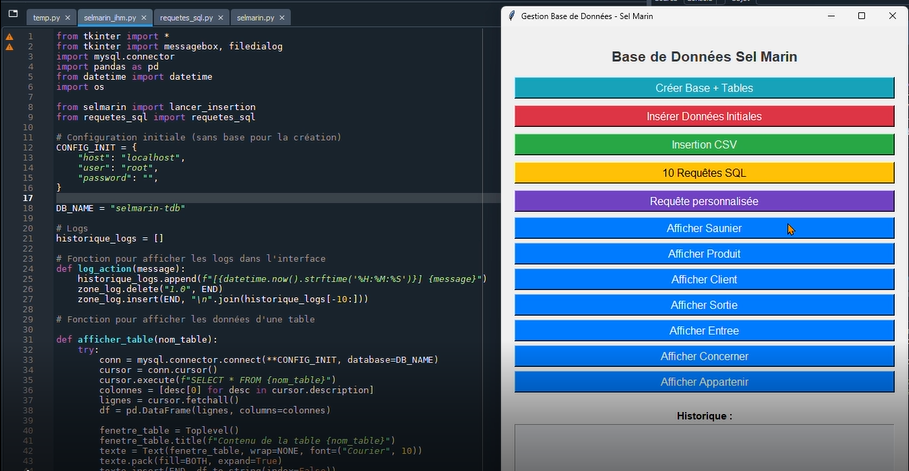 temp.py
selmarin_ihm.py
requetes_sql.py
selmarin.py
1 from tkinter import *
2 from tkinter import messagebox, filedialog
3 import mysql.connector
4 import pandas as pd
5 from datetime import datetime
6 import os
7
8 from selmarin import lancer_insertion
9 from requetes_sql import requetes_sql
10
11 # Configuration initiale (sans base pour la création)
12 CONFIG_INIT = {
13 "host": "localhost",
14 "user": "root",
15 "password": "",
16 }
17
18 DB_NAME = "selmarin-tdb"
19
20 # Logs
21 historique_logs = []
22
23 # Fonction pour afficher les logs dans l'interface
24 def log_action(message):
25 historique_logs.append(f"[{datetime.now().strftime('%H:%M:%S')}] {message}")
26 zone_log.delete("1.0", END)
27 zone_log.insert(END, "\n".join(historique_logs[-10:]))
28
29 # Fonction pour afficher les données d'une table
30
31 def afficher_table(nom_table):
32 try:
33 conn = mysql.connector.connect(**CONFIG_INIT, database=DB_NAME)
34 cursor = conn.cursor()
35 cursor.execute(f"SELECT * FROM {nom_table}")
36 colonnes = [desc[0] for desc in cursor.description]
37 lignes = cursor.fetchall()
38 df = pd.DataFrame(lignes, columns=colonnes)
39
40 fenetre_table = Toplevel()
41 fenetre_table.title(f"Contenu de la table {nom_table}")
42 texte = Text(fenetre_table, wrap=NONE, font=("Courier", 10))
43 texte.pack(fill=BOTH, expand=True)
Gestion Base de Données - Sel Marin
Base de Données Sel Marin
Créer Base + Tables
Insérer Données Initiales
Insertion CSV
10 Requêtes SQL
Requête personnalisée
Afficher Saunier
Afficher Produit
Afficher Client
Afficher Sortie
Afficher Entree
Afficher Concerner
Afficher Appartenir
Historique :